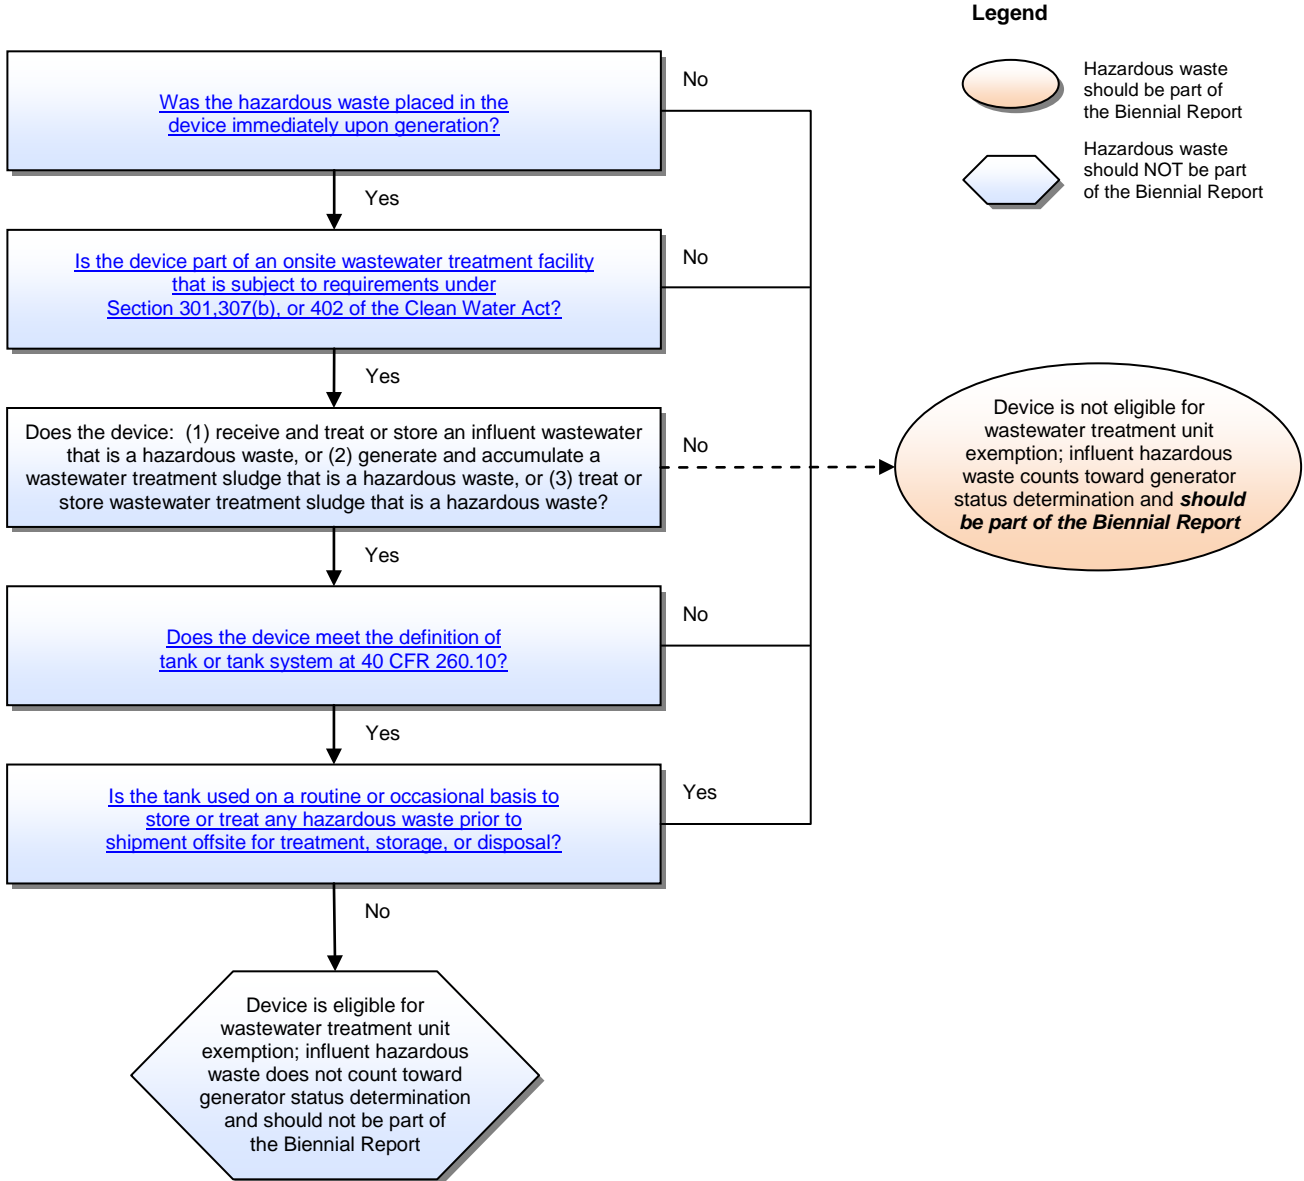 Legend
Hazardous waste
should be part of
the Biennial Report
Hazardous waste
should NOT be part
of the Biennial Report
Was the hazardous waste placed in the
device immediately upon generation?
No
Yes
Is the device part of an onsite wastewater treatment facility
that is subject to requirements under
Section 301,307(b), or 402 of the Clean Water Act?
No
Yes
Does the device: (1) receive and treat or store an influent wastewater
that is a hazardous waste, or (2) generate and accumulate a
wastewater treatment sludge that is a hazardous waste, or (3) treat or
store wastewater treatment sludge that is a hazardous waste?
No
Device is not eligible for
wastewater treatment unit
exemption; influent hazardous
waste counts toward generator
status determination and should
be part of the Biennial Report
Yes
Does the device meet the definition of
tank or tank system at 40 CFR 260.10?
No
Yes
Is the tank used on a routine or occasional basis to
store or treat any hazardous waste prior to
shipment offsite for treatment, storage, or disposal?
Yes
No
Device is eligible for
wastewater treatment unit
exemption; influent hazardous
waste does not count toward
generator status determination
and should not be part of
the Biennial Report